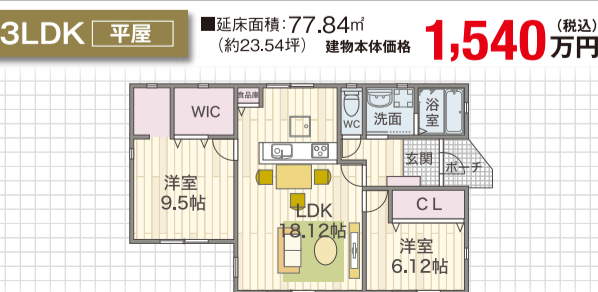 3LDK 平屋
■延床面積：77.84㎡
（約23.54坪） 建物本体価格
1,540万円
（税込）
食品庫
WIC
WC
洗面
浴室
玄関
ポーチ
洋室
9.5帖
LDK
18.12帖
CL
洋室
6.12帖